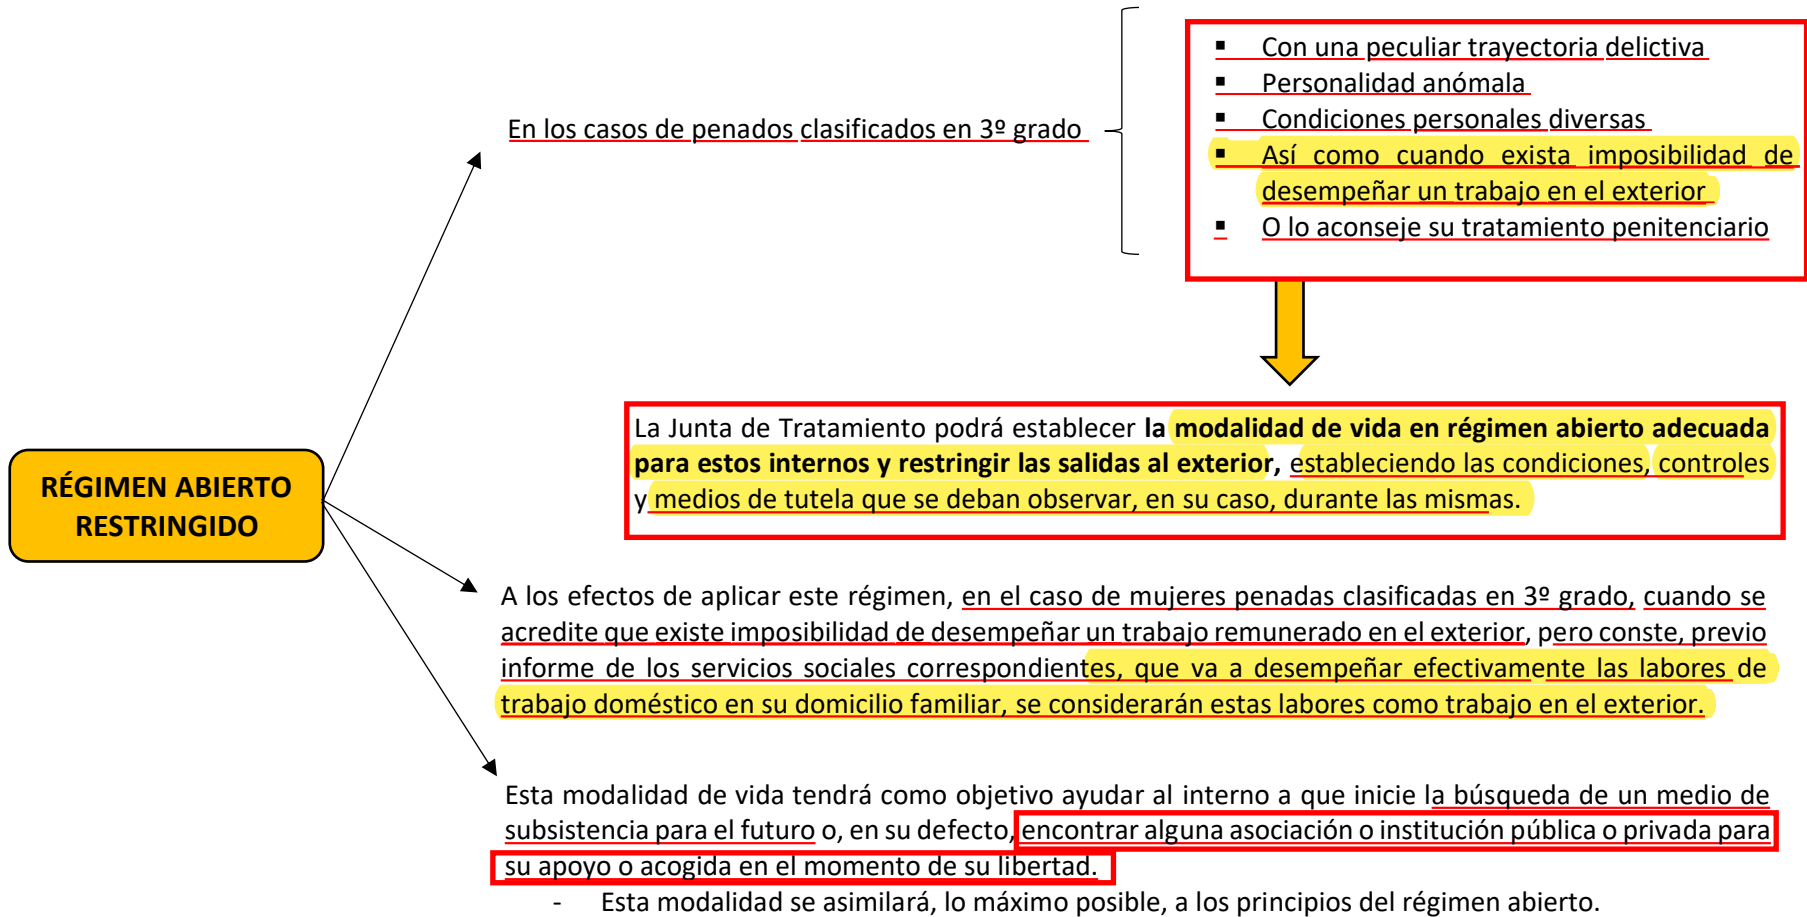 En los casos de penados clasificados en 3º grado
▪ Con una peculiar trayectoria delictiva
▪ Personalidad anómala
▪ Condiciones personales diversas
▪ Así como cuando exista imposibilidad de
desempeñar un trabajo en el exterior
▪ O lo aconseje su tratamiento penitenciario
La Junta de Tratamiento podrá establecer la modalidad de vida en régimen abierto adecuada
para estos internos y restringir las salidas al exterior, estableciendo las condiciones, controles
y medios de tutela que se deban observar, en su caso, durante las mismas.
RÉGIMEN ABIERTO
RESTRINGIDO
A los efectos de aplicar este régimen, en el caso de mujeres penadas clasificadas en 3º grado, cuando se
acredite que existe imposibilidad de desempeñar un trabajo remunerado en el exterior, pero conste, previo
informe de los servicios sociales correspondientes, que va a desempeñar efectivamente las labores de
trabajo doméstico en su domicilio familiar, se considerarán estas labores como trabajo en el exterior.
Esta modalidad de vida tendrá como objetivo ayudar al interno a que inicie la búsqueda de un medio de
subsistencia para el futuro o, en su defecto, encontrar alguna asociación o institución pública o privada para
su apoyo o acogida en el momento de su libertad.
- Esta modalidad se asimilará, lo máximo posible, a los principios del régimen abierto.